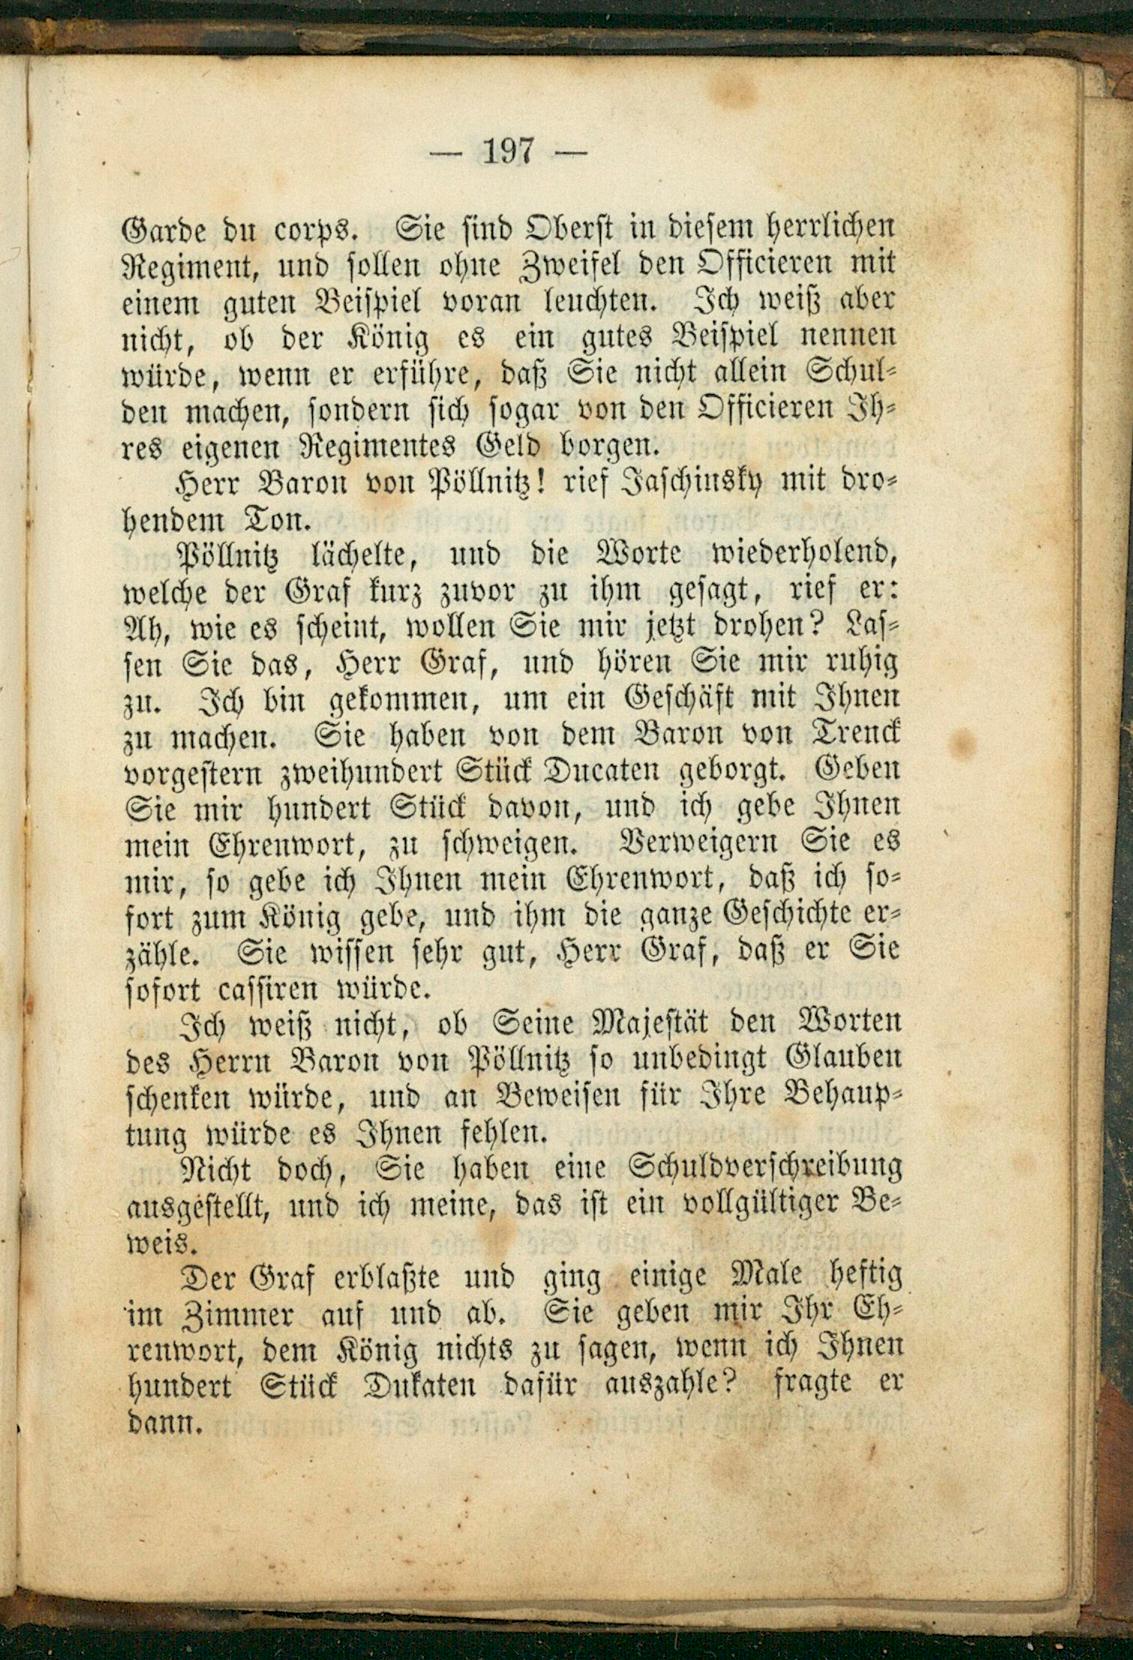 — 197 —
Garde du corps. Sie sind Oberst in diesem herrlichen
Regiment, und sollen ohne Zweifel den Officieren mit
einem guten Beispiel voran leuchten. Ich weiß aber
nicht, ob der König es ein gutes Beispiel nennen
würde, wenn er erführe, daß Sie nicht allein Schul-
den machen, sondern sich sogar von den Officieren Ih-
res eigenen Regimentes Geld borgen.
Herr Baron von Pöllnitz! rief Jaschinsky mit dro-
hendem Ton.
Pöllnitz lächelte, und die Worte wiederholend,
welche der Graf kurz zuvor zu ihm gesagt, rief er:
Ah, wie es scheint, wollen Sie mir jetzt drohen? Las-
sen Sie das, Herr Graf, und hören Sie mir ruhig
zu. Ich bin gekommen, um ein Geschäft mit Ihnen
zu machen. Sie haben von dem Baron von Trenck
vorgestern zweihundert Stück Ducaten geborgt. Geben
Sie mir hundert Stück davon, und ich gebe Ihnen
mein Ehrenwort, zu schweigen. Verweigern Sie es
mir, so gebe ich Ihnen mein Ehrenwort, daß ich so-
fort zum König gebe, und ihm die ganze Geschichte er-
zähle. Sie wissen sehr gut, Herr Graf, daß er Sie
sofort cassiren würde.
Ich weiß nicht, ob Seine Majestät den Worten
des Herrn Baron von Pöllnitz so unbedingt Glauben
schenken würde, und an Beweisen für Ihre Behaup-
tung würde es Ihnen fehlen.
Nicht doch, Sie haben eine Schuldverschreibung
ausgestellt, und ich meine, das ist ein vollgültiger Be-
weis.
Der Graf erblaßte und ging einige Male heftig
im Zimmer auf und ab. Sie geben mir Ihr Eh-
renwort, dem König nichts zu sagen, wenn ich Ihnen
hundert Stück Dukaten dafür auszahle? fragte er
dann.